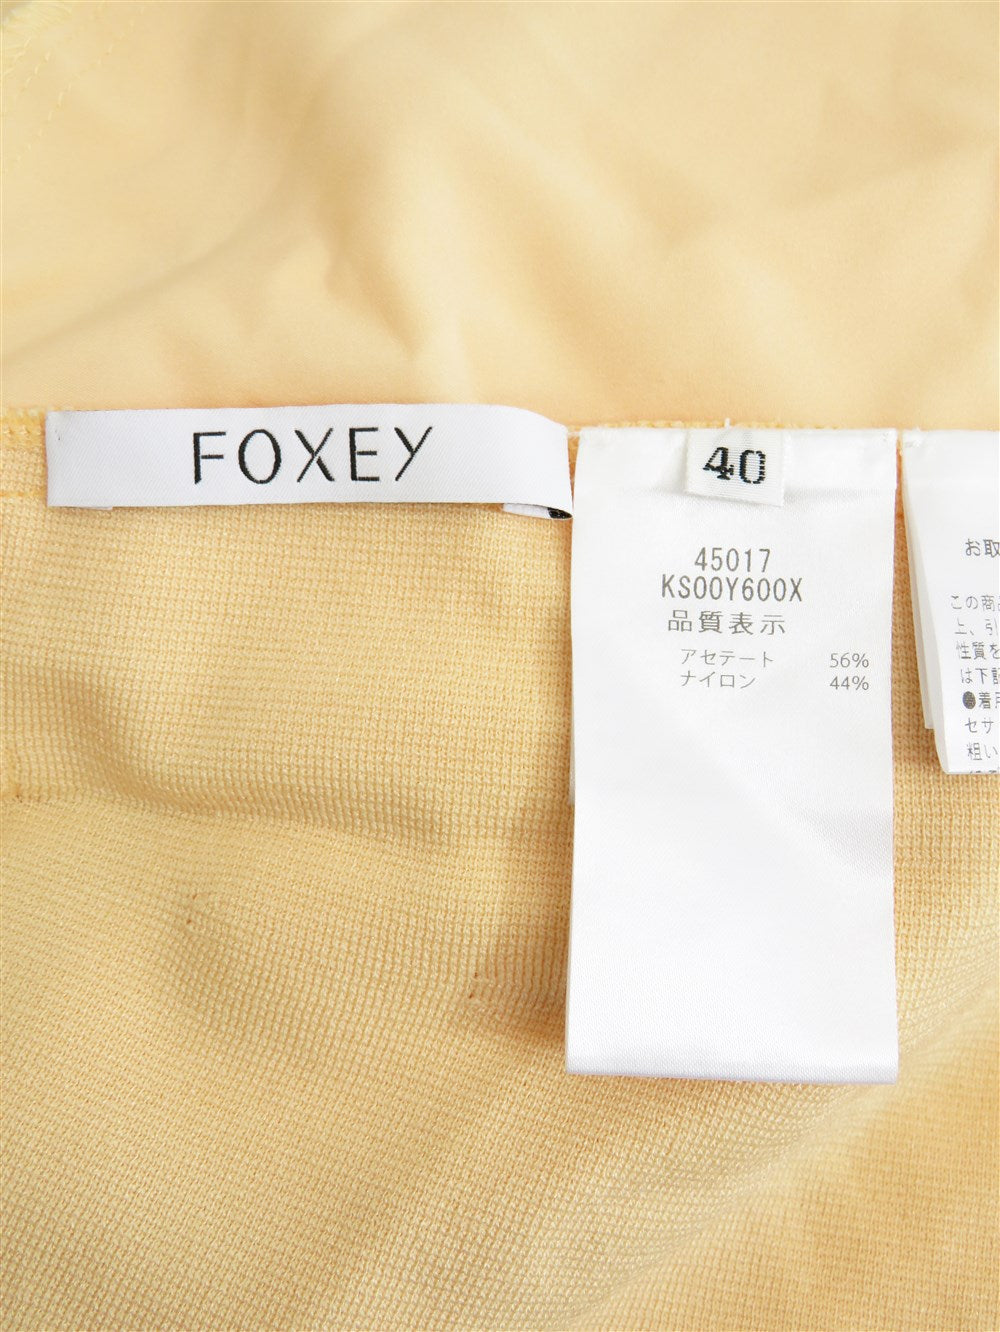 FOXEY
40
45017
KS00Y600X
品質表示
アセテート 56%
ナイロン 44%
お取
この商
上、引
性質を
は下記
●着用
セサ
粗い